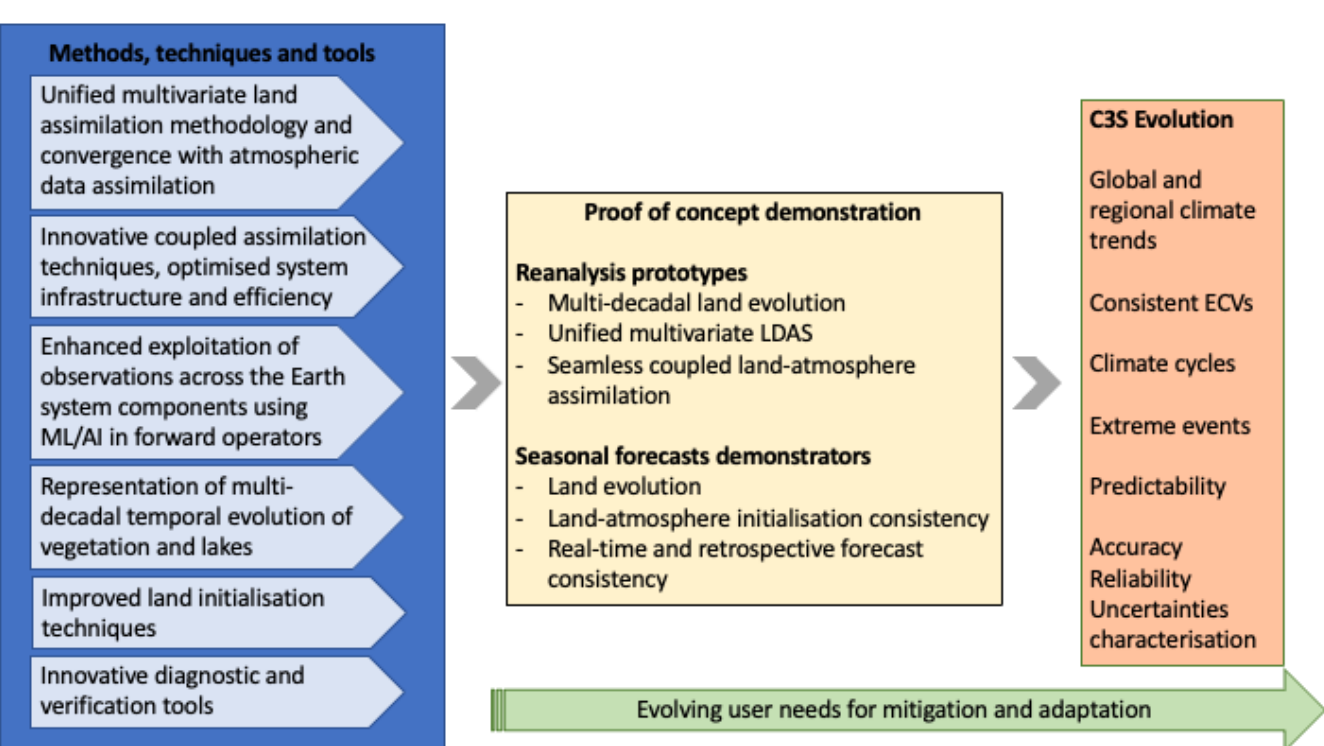 Methods, techniques and tools
Unified multivariate land
assimilation methodology and
convergence with atmospheric
data assimilation
Innovative coupled assimilation
techniques, optimised system
infrastructure and efficiency
Enhanced exploitation of
observations across the Earth
system components using
ML/AI in forward operators
Representation of multi-
decadal temporal evolution of
vegetation and lakes
Improved land initialisation
techniques
Innovative diagnostic and
verification tools
Proof of concept demonstration
Reanalysis prototypes
- Multi-decadal land evolution
- Unified multivariate LDAS
- Seamless coupled land-atmosphere
assimilation
Seasonal forecasts demonstrators
- Land evolution
- Land-atmosphere initialisation consistency
- Real-time and retrospective forecast
consistency
C3S Evolution
Global and
regional climate
trends
Consistent ECVs
Climate cycles
Extreme events
Predictability
Accuracy
Reliability
Uncertainties
characterisation
Evolving user needs for mitigation and adaptation